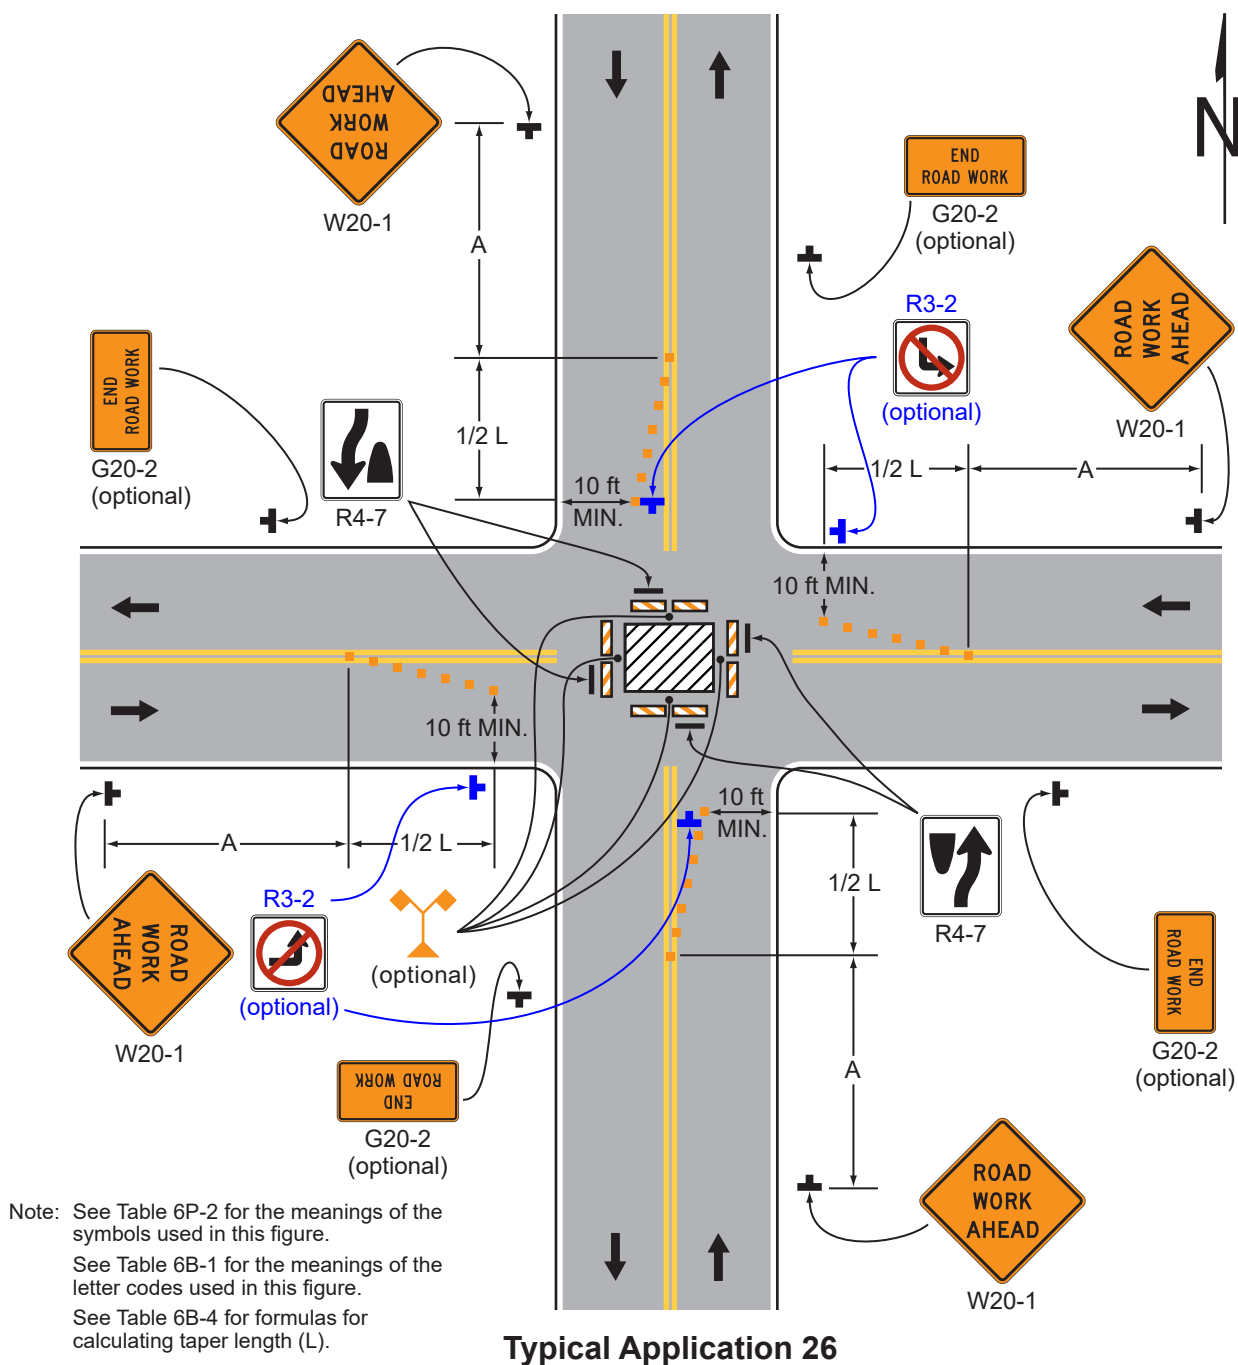 ROAD
WORK
AHEAD
W20-1
A
END
ROAD WORK
G20-2
(optional)
N
R3-2
(optional)
ROAD
WORK
AHEAD
W20-1
END
ROAD WORK
G20-2
(optional)
R4-7
1/2 L
10 ft
MIN.
1/2 L
A
10 ft MIN.
10 ft MIN.
A
1/2 L
10 ft
MIN.
1/2 L
R4-7
ROAD
WORK
AHEAD
W20-1
R3-2
(optional)
(optional)
END
ROAD WORK
G20-2
(optional)
A
END
ROAD WORK
G20-2
(optional)
ROAD
WORK
AHEAD
W20-1
Note: See Table 6P-2 for the meanings of the
symbols used in this figure.
See Table 6B-1 for the meanings of the
letter codes used in this figure.
See Table 6B-4 for formulas for
calculating taper length (L).
Typical Application 26